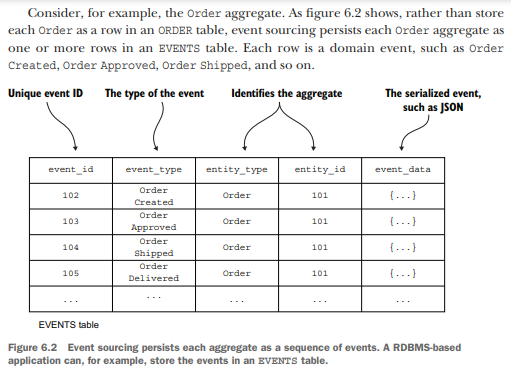 Consider, for example, the Order aggregate. As figure 6.2 shows, rather than store
each Order as a row in an ORDER table, event sourcing persists each Order aggregate as
one or more rows in an EVENTS table. Each row is a domain event, such as Order
Created, Order Approved, Order Shipped, and so on.
Unique event ID The type of the event Identifies the aggregate The serialized event,
such as JSON
event_id event_type entity_type entity_id event_data
102 Order Created Order 101 {...}
103 Order Approved Order 101 {...}
104 Order Shipped Order 101 {...}
105 Order Delivered Order 101 {...}
... ... ... ... ...
EVENTS table
Figure 6.2 Event sourcing persists each aggregate as a sequence of events. A RDBMS-based
application can, for example, store the events in an EVENTS table.